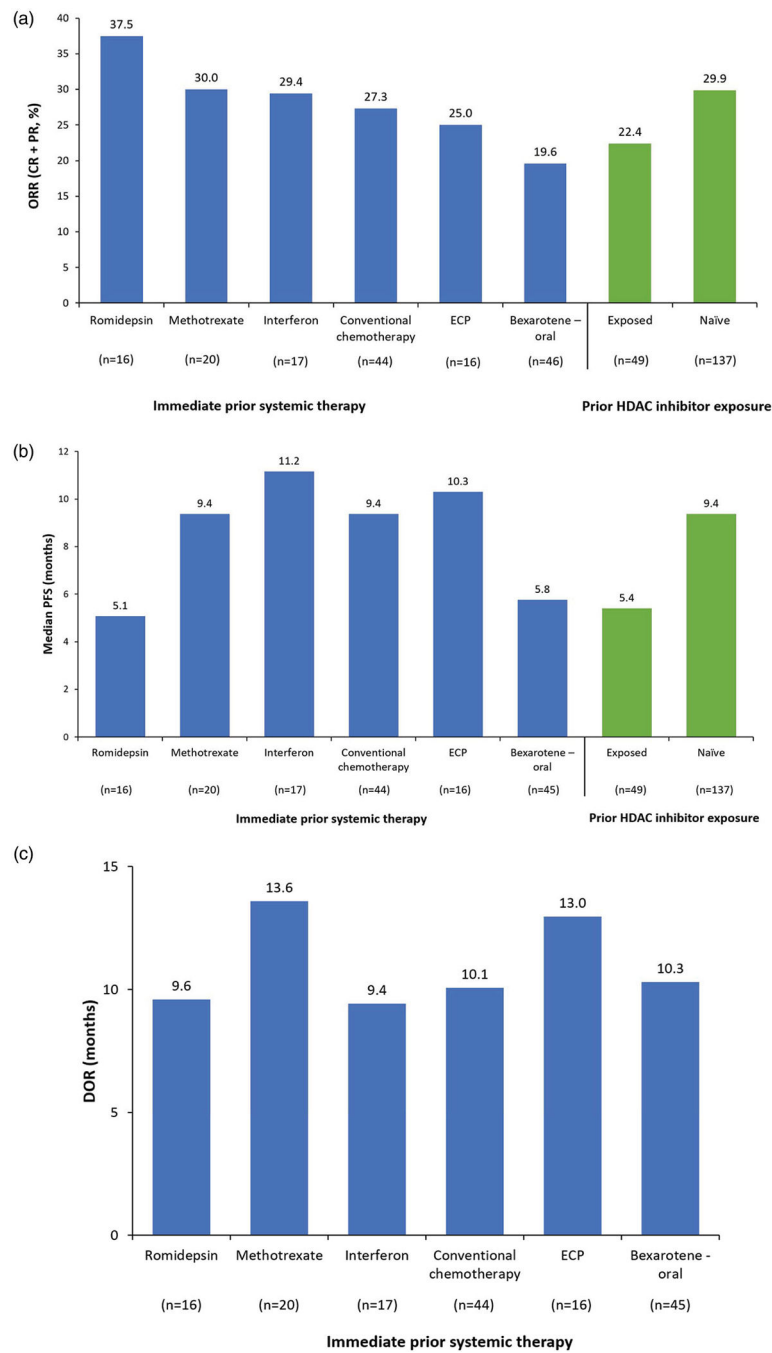 (a)
ORR (CR + PR, %)
40
35
30
25
20
15
10
5
0
37.5
30.0
29.4
27.3
25.0
19.6
22.4
29.9
Romidepsin Methotrexate Interferon Conventional ECP Bexarotene – Exposed Naïve
chemotherapy oral
(n=16) (n=20) (n=17) (n=44) (n=16) (n=46) (n=49) (n=137)
Immediate prior systemic therapy Prior HDAC inhibitor exposure
(b)
Median PFS (months)
12
10
8
6
4
2
0
5.1
9.4
11.2
9.4
10.3
5.8
5.4
9.4
Romidepsin Methotrexate Interferon Conventional ECP Bexarotene – Exposed Naïve
chemotherapy oral
(n=16) (n=20) (n=17) (n=44) (n=16) (n=45) (n=49) (n=137)
Immediate prior systemic therapy Prior HDAC inhibitor exposure
(c)
DOR (months)
15
10
5
0
9.6
13.6
9.4
10.1
13.0
10.3
Romidepsin Methotrexate Interferon Conventional ECP Bexarotene -
chemotherapy oral
(n=16) (n=20) (n=17) (n=44) (n=16) (n=45)
Immediate prior systemic therapy